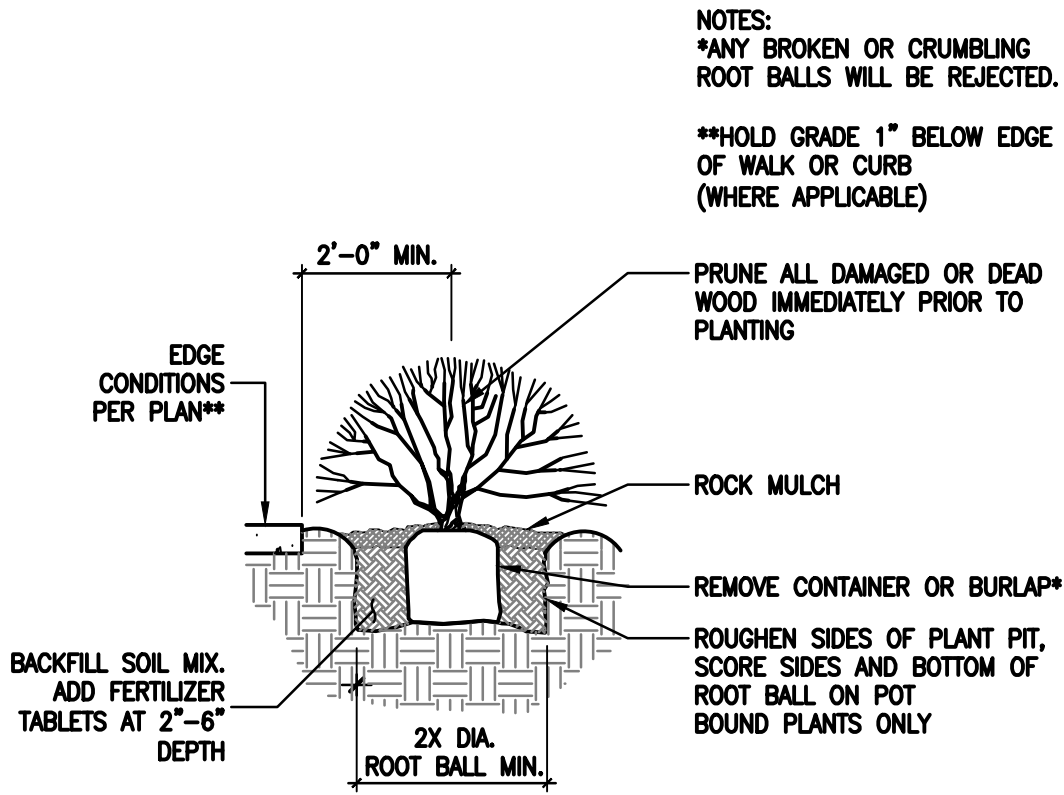 NOTES:
*ANY BROKEN OR CRUMBLING
ROOT BALLS WILL BE REJECTED.
**HOLD GRADE 1" BELOW EDGE
OF WALK OR CURB
(WHERE APPLICABLE)
2'-0" MIN.
PRUNE ALL DAMAGED OR DEAD
WOOD IMMEDIATELY PRIOR TO
PLANTING
EDGE
CONDITIONS
PER PLAN**
ROCK MULCH
REMOVE CONTAINER OR BURLAP*
ROUGHEN SIDES OF PLANT PIT,
SCORE SIDES AND BOTTOM OF
ROOT BALL ON POT
BOUND PLANTS ONLY
BACKFILL SOIL MIX.
ADD FERTILIZER
TABLETS AT 2"-6"
DEPTH
2X DIA.
ROOT BALL MIN.